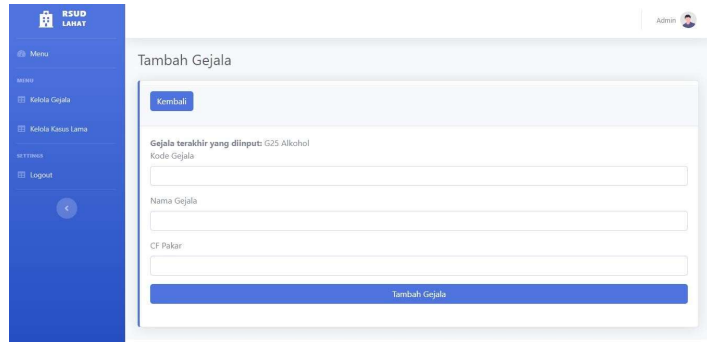 RSUD
LAHAT
Admin
Menu
MENU
Kelola Gejala
Kelola Kasus Lama
SETTINGS
Logout
Tambah Gejala
Kembali
Gejala terakhir yang diinput: G25 Alkohol
Kode Gejala
Nama Gejala
CF Pakar
Tambah Gejala